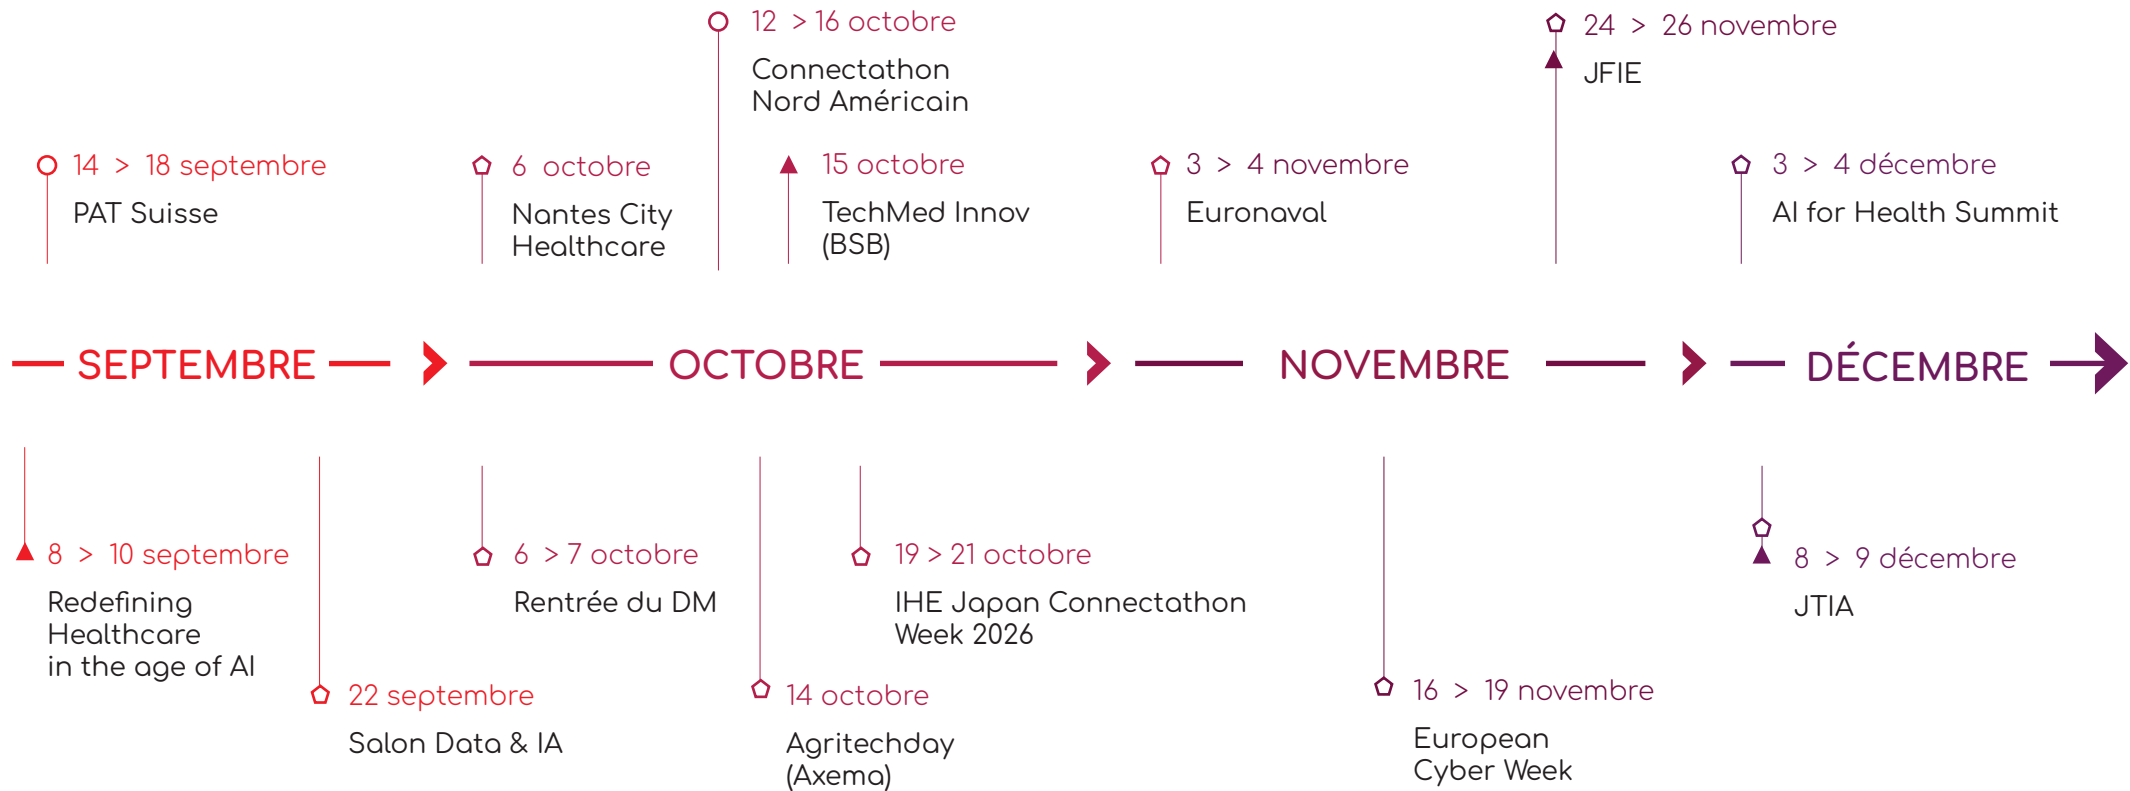 12 > 16 octobre
Connectathon
Nord Américain
24 > 26 novembre
JFIE
14 > 18 septembre
PAT Suisse
6 octobre
Nantes City
Healthcare
15 octobre
TechMed Innov
(BSB)
3 > 4 novembre
Euronaval
3 > 4 décembre
AI for Health Summit
SEPTEMBRE
OCTOBRE
NOVEMBRE
DÉCEMBRE
8 > 10 septembre
Redefining
Healthcare
in the age of AI
22 septembre
Salon Data & IA
6 > 7 octobre
Rentrée du DM
14 octobre
Agritechday
(Axema)
19 > 21 octobre
IHE Japan Connectathon
Week 2026
16 > 19 novembre
European
Cyber Week
8 > 9 décembre
JTIA